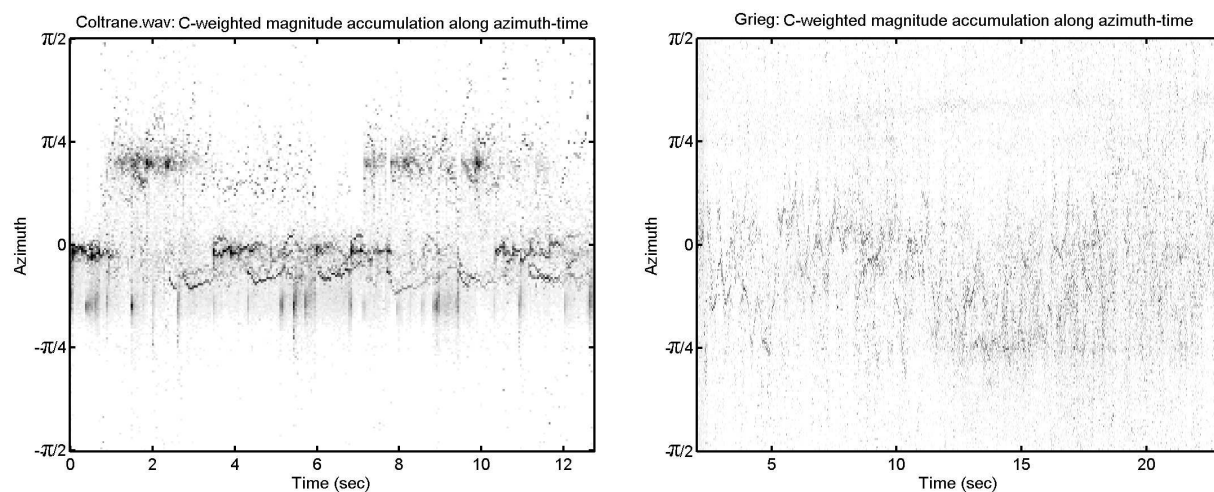 Coltrane.wav: C-weighted magnitude accumulation along azimuth-time
π/2
π/4
0
-π/4
-π/2
Azimuth
0 2 4 6 8 10 12
Time (sec)
Grieg: C-weighted magnitude accumulation along azimuth-time
π/2
π/4
0
-π/4
-π/2
Azimuth
5 10 15 20
Time (sec)